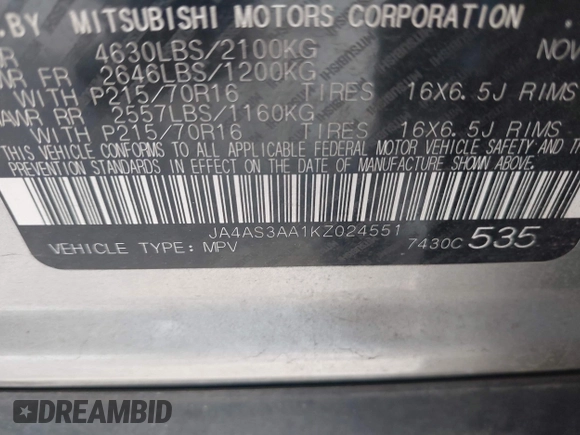 .BY MITSUBISHI MOTORS CORPORATION
R 4630LBS/2100KG NOV
WR FR 2646LBS/1200KG
WITH P215/70R16 TIRES 16X6.5J RIMS
AWR RR 2557LBS/1160KG
WITH P215/70R16 TIRES 16X6.5J RIMS
THIS VEHICLE CONFORMS TO ALL APPLICABLE FEDERAL MOTOR VEHICLE SAFETY AND
STANDARDS IN EFFECT ON THE DATE OF MANUFACTURE SHOWN ABOVE.
JA4AS3AA1KZ024551
VEHICLE TYPE: MPV 7430C 535
DREAMBID